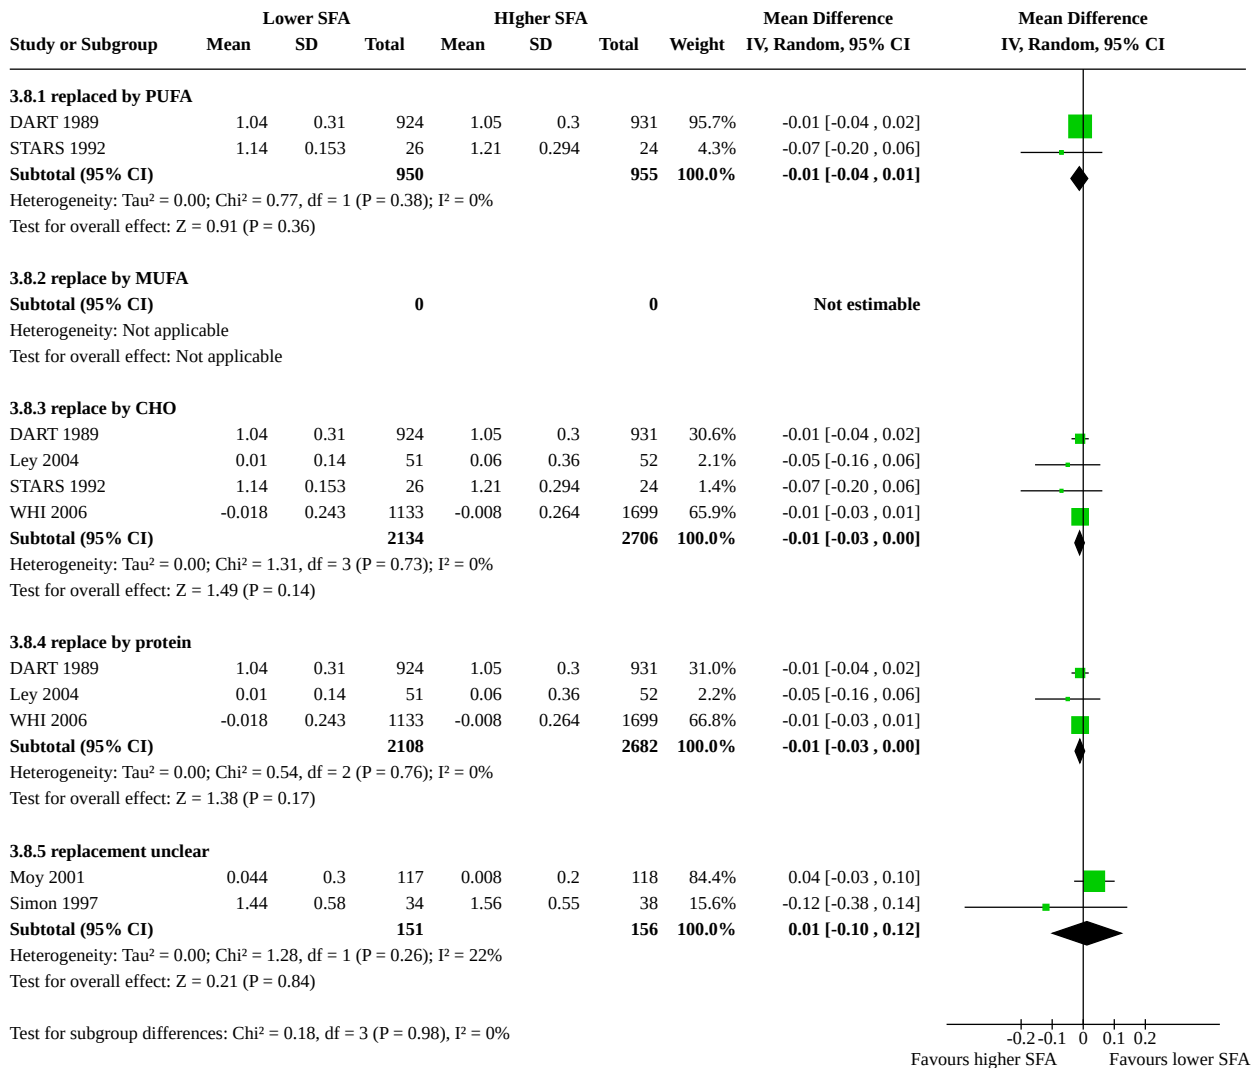 Lower SFA HIgher SFA Mean Difference Mean Difference
Study or Subgroup Mean SD Total Mean SD Total Weight IV, Random, 95% CI IV, Random, 95% CI
3.8.1 replaced by PUFA
DART 1989 1.04 0.31 924 1.05 0.3 931 95.7% -0.01 [-0.04 , 0.02]
STARS 1992 1.14 0.153 26 1.21 0.294 24 4.3% -0.07 [-0.20 , 0.06]
Subtotal (95% CI) 950 955 100.0% -0.01 [-0.04 , 0.01]
Heterogeneity: Tau² = 0.00; Chi² = 0.77, df = 1 (P = 0.38); I² = 0%
Test for overall effect: Z = 0.91 (P = 0.36)
3.8.2 replace by MUFA
Subtotal (95% CI) 0 0 Not estimable
Heterogeneity: Not applicable
Test for overall effect: Not applicable
3.8.3 replace by CHO
DART 1989 1.04 0.31 924 1.05 0.3 931 30.6% -0.01 [-0.04 , 0.02]
Ley 2004 0.01 0.14 51 0.06 0.36 52 2.1% -0.05 [-0.16 , 0.06]
STARS 1992 1.14 0.153 26 1.21 0.294 24 1.4% -0.07 [-0.20 , 0.06]
WHI 2006 -0.018 0.243 1133 -0.008 0.264 1699 65.9% -0.01 [-0.03 , 0.01]
Subtotal (95% CI) 2134 2706 100.0% -0.01 [-0.03 , 0.00]
Heterogeneity: Tau² = 0.00; Chi² = 1.31, df = 3 (P = 0.73); I² = 0%
Test for overall effect: Z = 1.49 (P = 0.14)
3.8.4 replace by protein
DART 1989 1.04 0.31 924 1.05 0.3 931 31.0% -0.01 [-0.04 , 0.02]
Ley 2004 0.01 0.14 51 0.06 0.36 52 2.2% -0.05 [-0.16 , 0.06]
WHI 2006 -0.018 0.243 1133 -0.008 0.264 1699 66.8% -0.01 [-0.03 , 0.01]
Subtotal (95% CI) 2108 2682 100.0% -0.01 [-0.03 , 0.00]
Heterogeneity: Tau² = 0.00; Chi² = 0.54, df = 2 (P = 0.76); I² = 0%
Test for overall effect: Z = 1.38 (P = 0.17)
3.8.5 replacement unclear
Moy 2001 0.044 0.3 117 0.008 0.2 118 84.4% 0.04 [-0.03 , 0.10]
Simon 1997 1.44 0.58 34 1.56 0.55 38 15.6% -0.12 [-0.38 , 0.14]
Subtotal (95% CI) 151 156 100.0% 0.01 [-0.10 , 0.12]
Heterogeneity: Tau² = 0.00; Chi² = 1.28, df = 1 (P = 0.26); I² = 22%
Test for overall effect: Z = 0.21 (P = 0.84)
Test for subgroup differences: Chi² = 0.18, df = 3 (P = 0.98), I² = 0%
-0.2 -0.1 0 0.1 0.2
Favours higher SFA Favours lower SFA